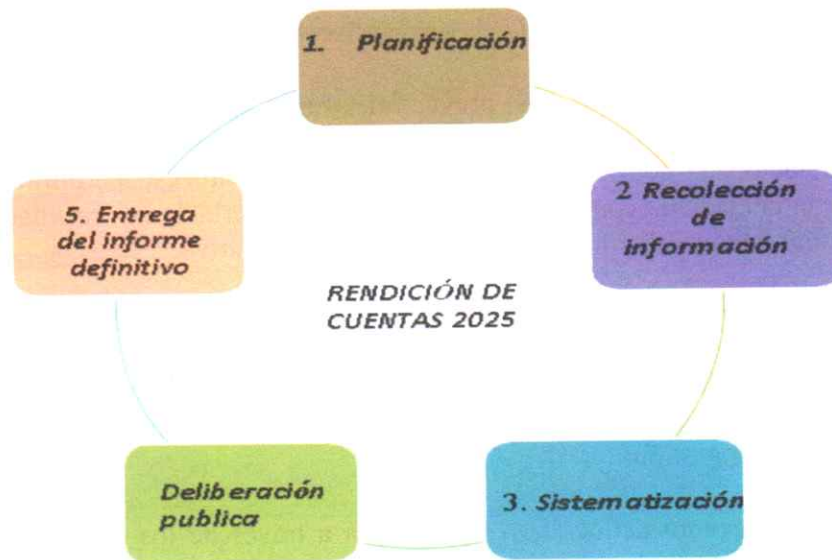 1. Planificación
2 Recolección
de
información
3. Sistematización
Deliberación
publica
5. Entrega
del informe
definitivo
RENDICIÓN DE
CUENTAS 2025